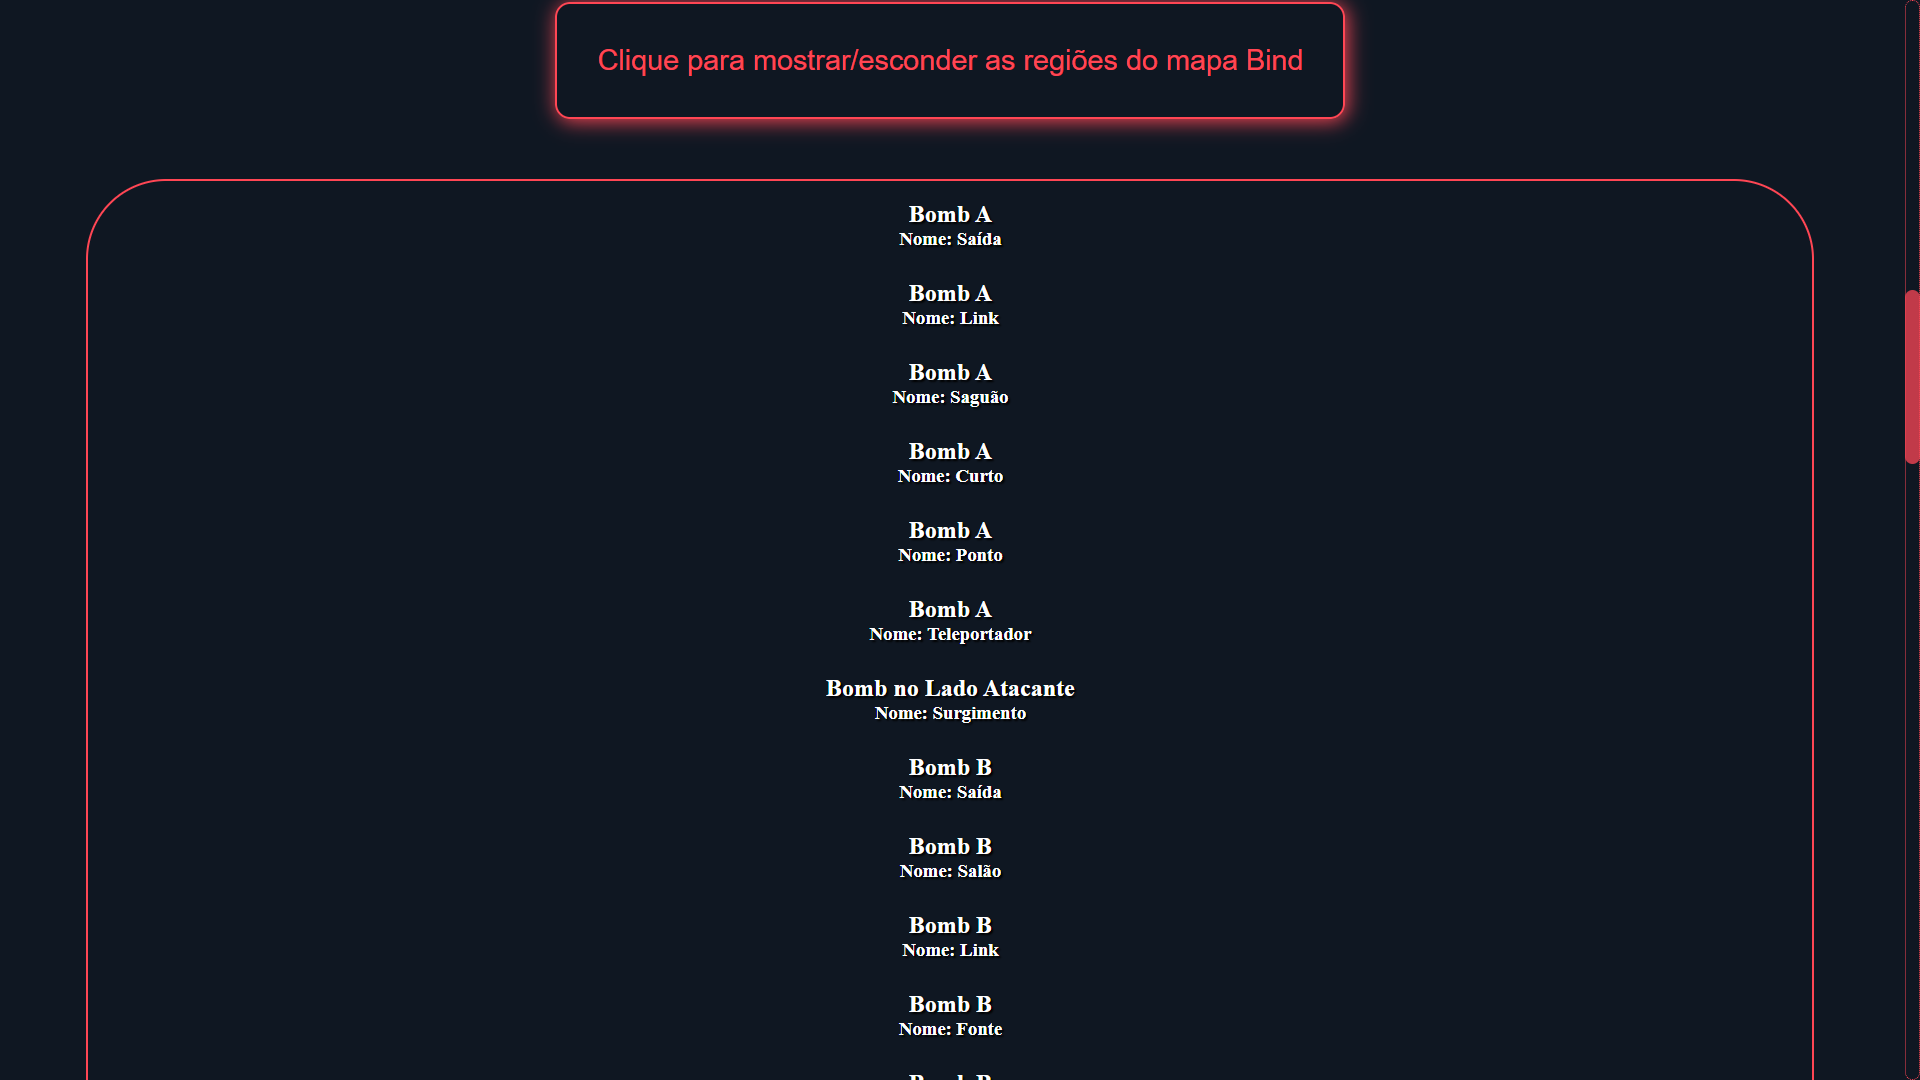 Clique para mostrar/esconder as regiões do mapa Bind
Bomb A
Nome: Saída
Bomb A
Nome: Link
Bomb A
Nome: Saguão
Bomb A
Nome: Curto
Bomb A
Nome: Ponto
Bomb A
Nome: Teleportador
Bomb no Lado Atacante
Nome: Surgimento
Bomb B
Nome: Saída
Bomb B
Nome: Salão
Bomb B
Nome: Link
Bomb B
Nome: Fonte